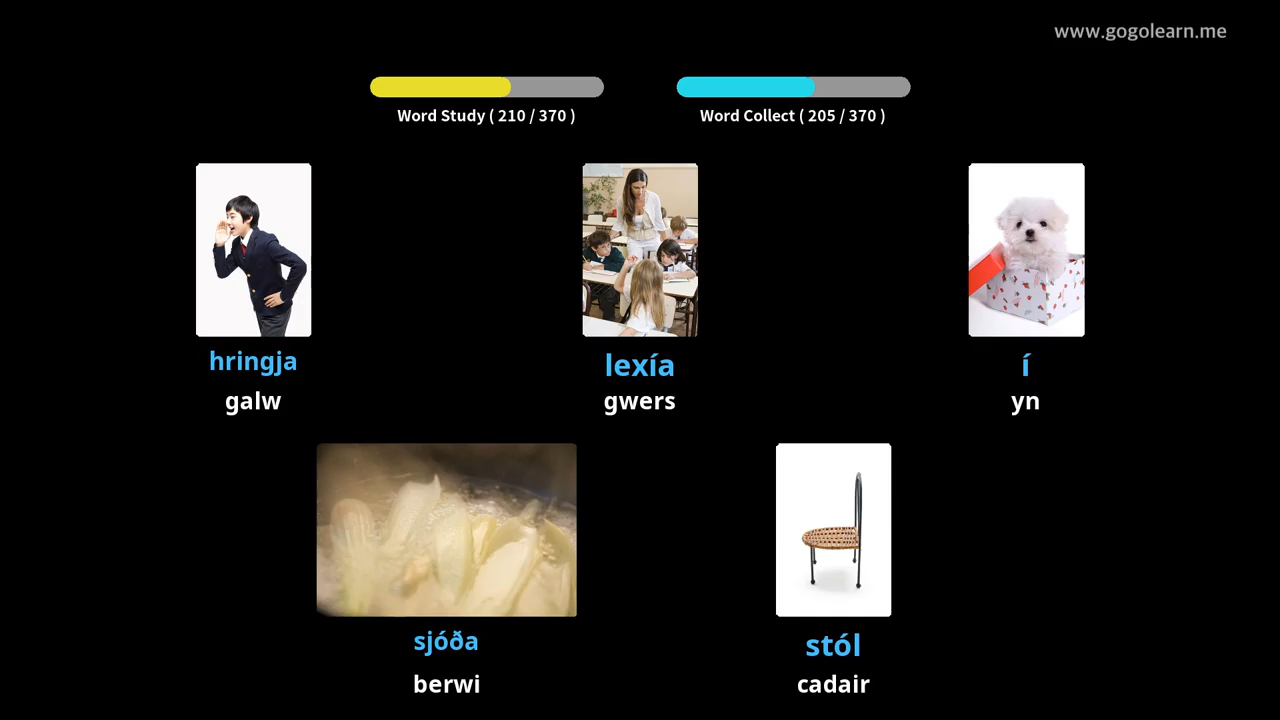 www.gogolearn.me
Word Study ( 210 / 370 )
Word Collect ( 205 / 370 )
hringja
galw
lexía
gwers
í
yn
sjóða
berwi
stól
cadair